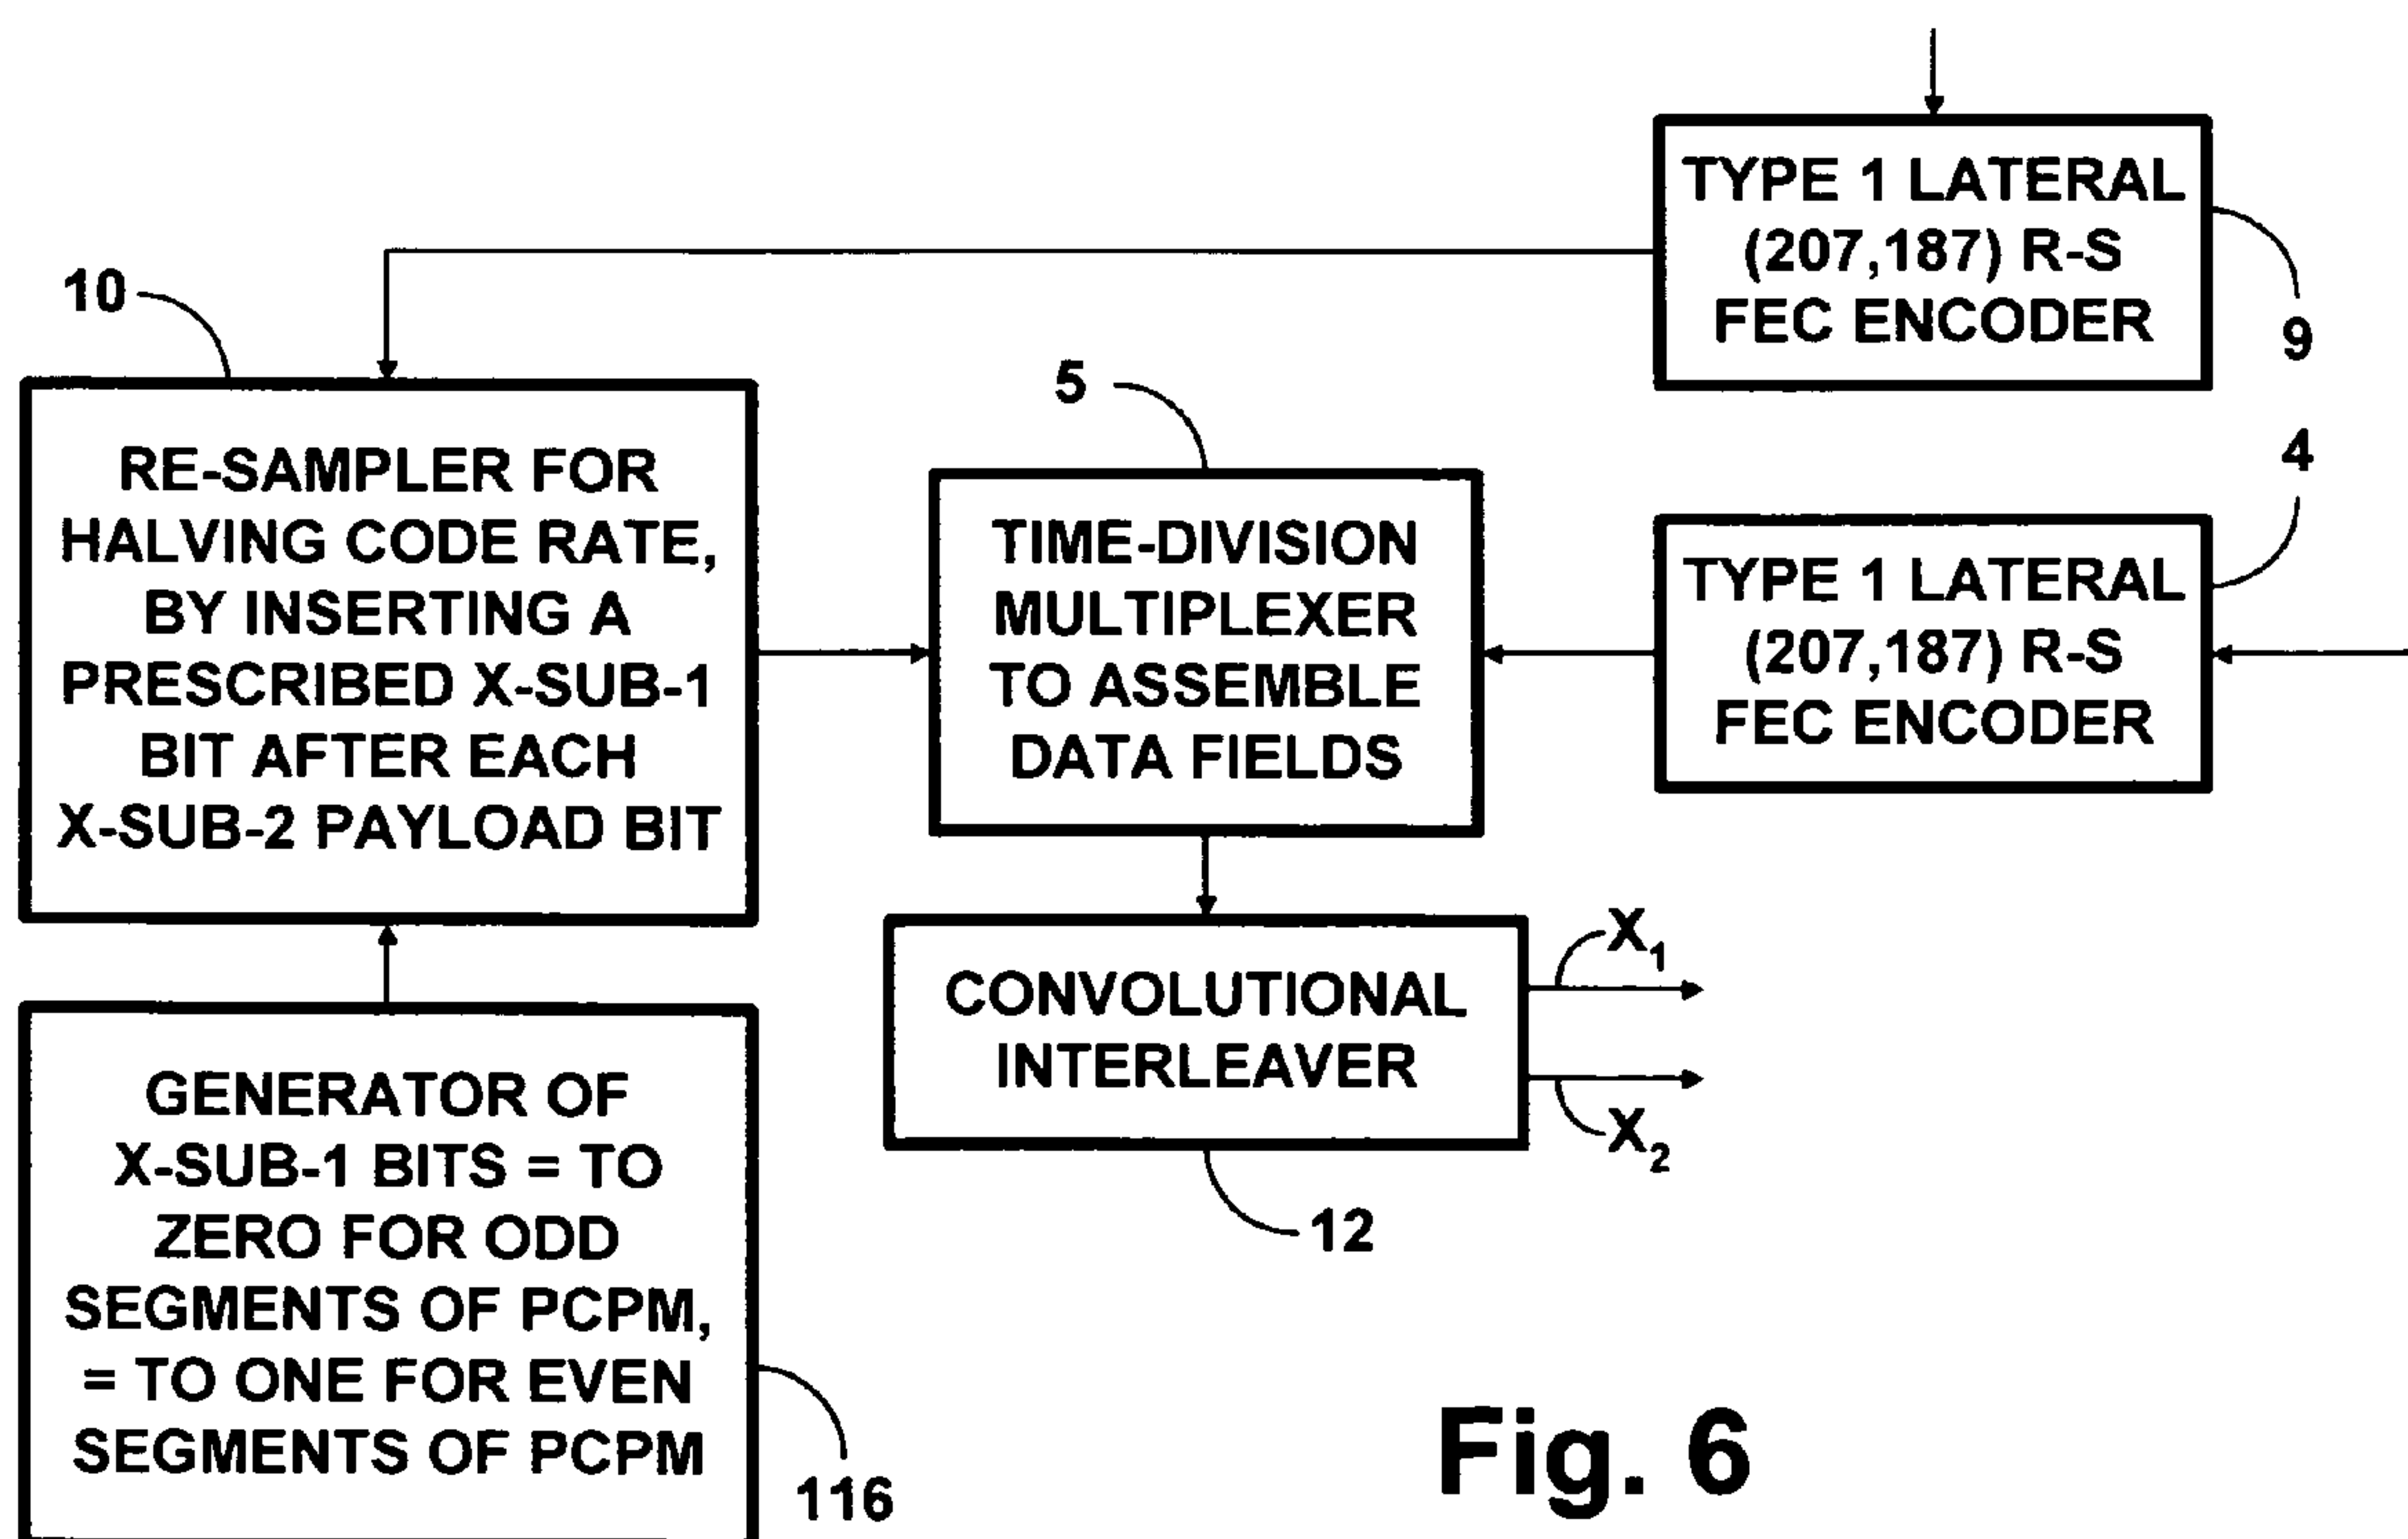 TYPE 1 LATERAL
(207,187) R-S
FEC ENCODER
9
10
RE-SAMPLER FOR
HALVING CODE RATE,
BY INSERTING A
PRESCRIBED X-SUB-1
BIT AFTER EACH
X-SUB-2 PAYLOAD BIT
5
TIME-DIVISION
MULTIPLEXER
TO ASSEMBLE
DATA FIELDS
4
TYPE 1 LATERAL
(207,187) R-S
FEC ENCODER
CONVOLUTIONAL
INTERLEAVER
X1
X2
12
GENERATOR OF
X-SUB-1 BITS = TO
ZERO FOR ODD
SEGMENTS OF PCPM,
= TO ONE FOR EVEN
SEGMENTS OF PCPM
116
Fig. 6